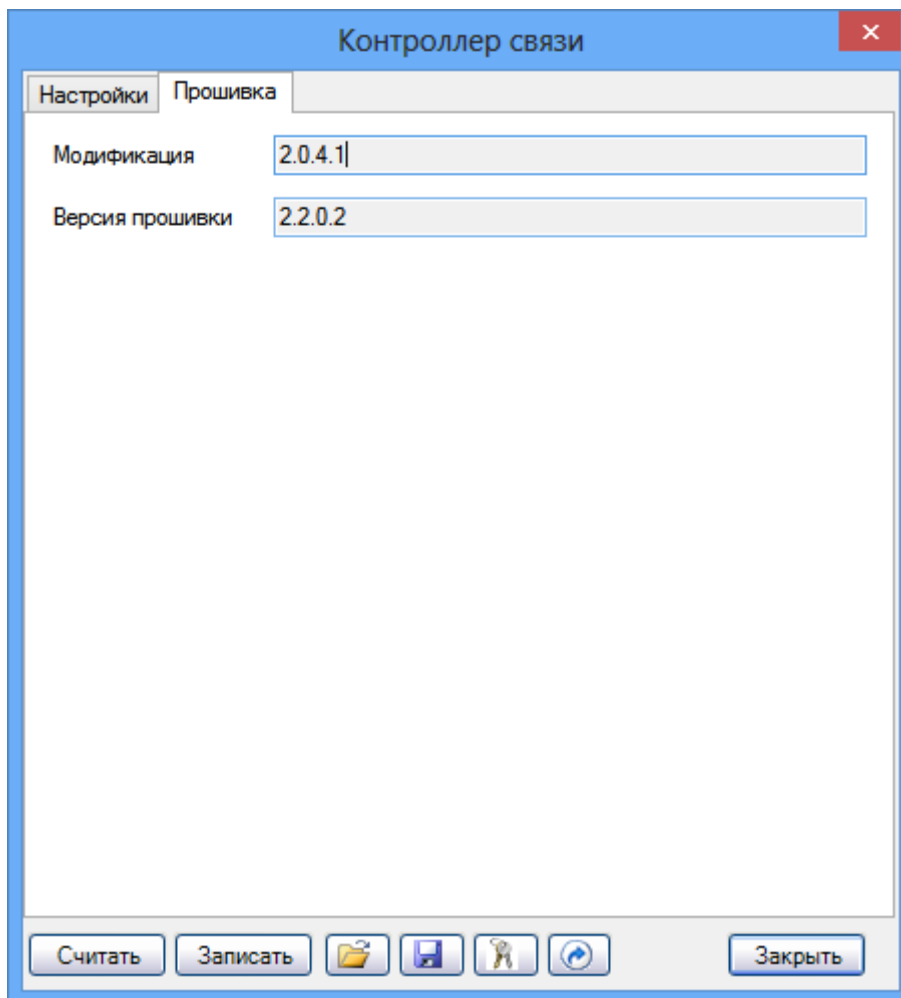 Контроллер связи
Настройки Прошивка
Модификация 2.0.4.1
Версия прошивки 2.2.0.2
Считать Записать Закрыть